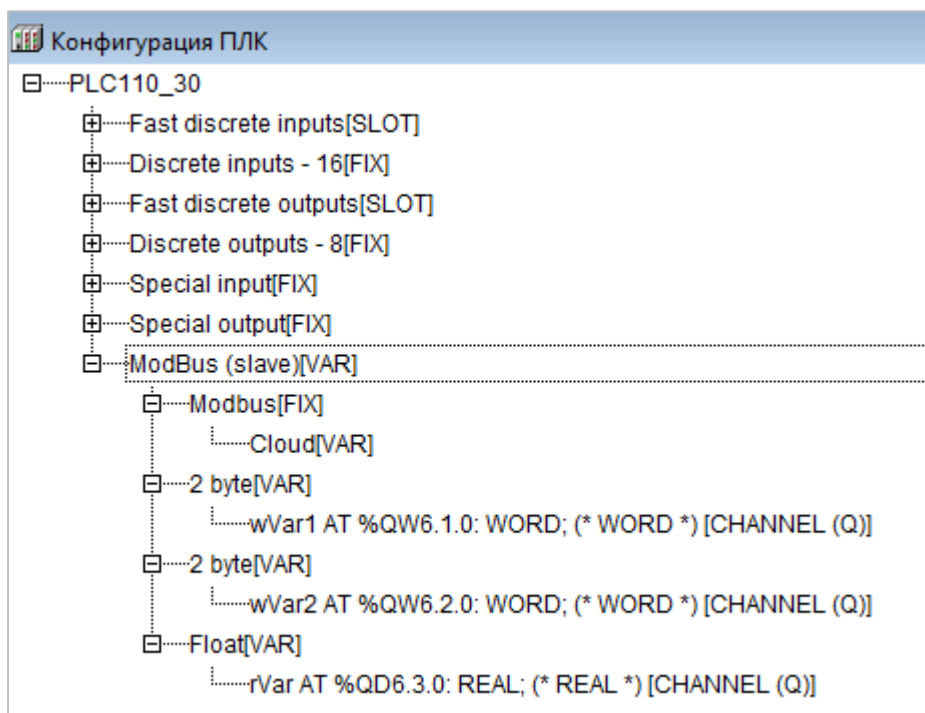 Конфигурация ПЛК
PLC110_30
Fast discrete inputs[SLOT]
Discrete inputs - 16[FIX]
Fast discrete outputs[SLOT]
Discrete outputs - 8[FIX]
Special input[FIX]
Special output[FIX]
ModBus (slave)[VAR]
Modbus[FIX]
Cloud[VAR]
2 byte[VAR]
wVar1 AT %QW6.1.0: WORD; (* WORD *) [CHANNEL (Q)]
2 byte[VAR]
wVar2 AT %QW6.2.0: WORD; (* WORD *) [CHANNEL (Q)]
Float[VAR]
rVar AT %QD6.3.0: REAL; (* REAL *) [CHANNEL (Q)]